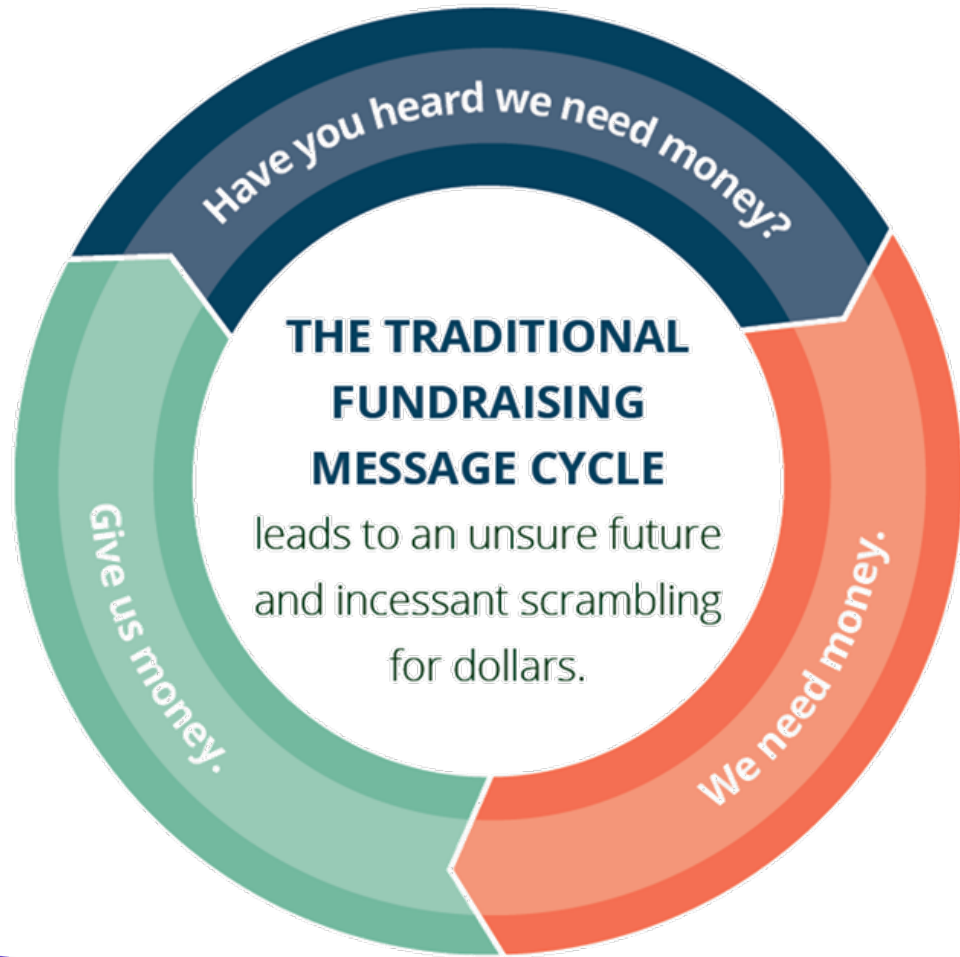 Have you heard we need money?
THE TRADITIONAL
FUNDRAISING
MESSAGE CYCLE
leads to an unsure future
and incessant scrambling
for dollars.
We need money.
Give us money.